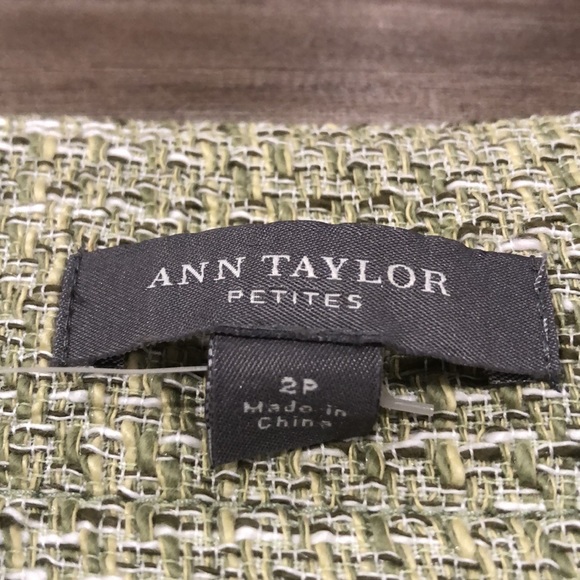 ANN TAYLOR
PETITES
2P
Made in
China